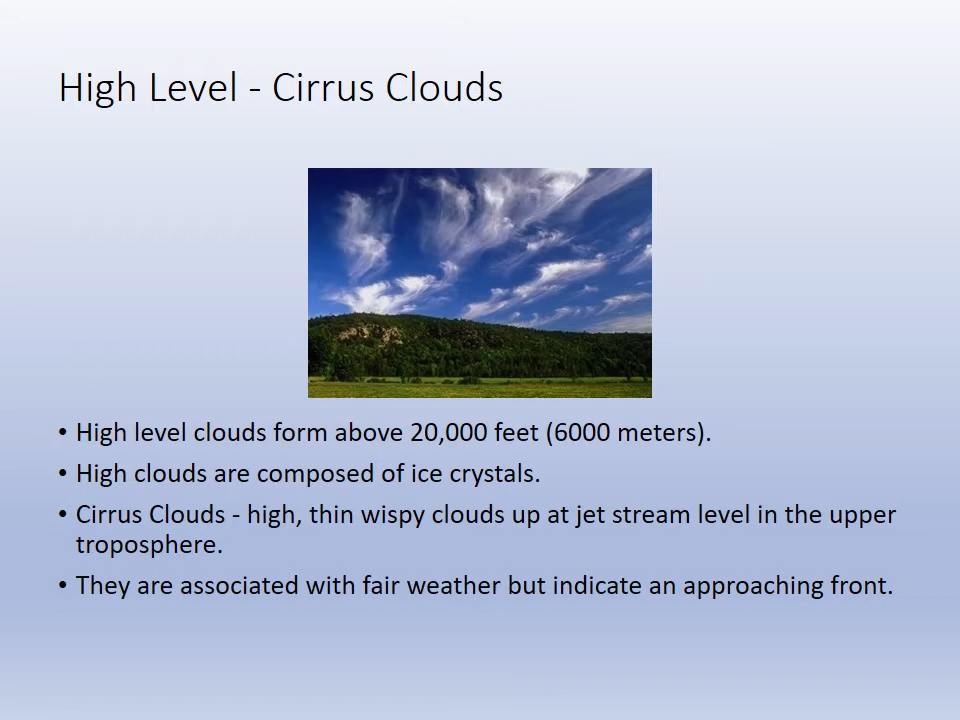 High Level - Cirrus Clouds
• High level clouds form above 20,000 feet (6000 meters).
• High clouds are composed of ice crystals.
• Cirrus Clouds - high, thin wispy clouds up at jet stream level in the upper
troposphere.
• They are associated with fair weather but indicate an approaching front.